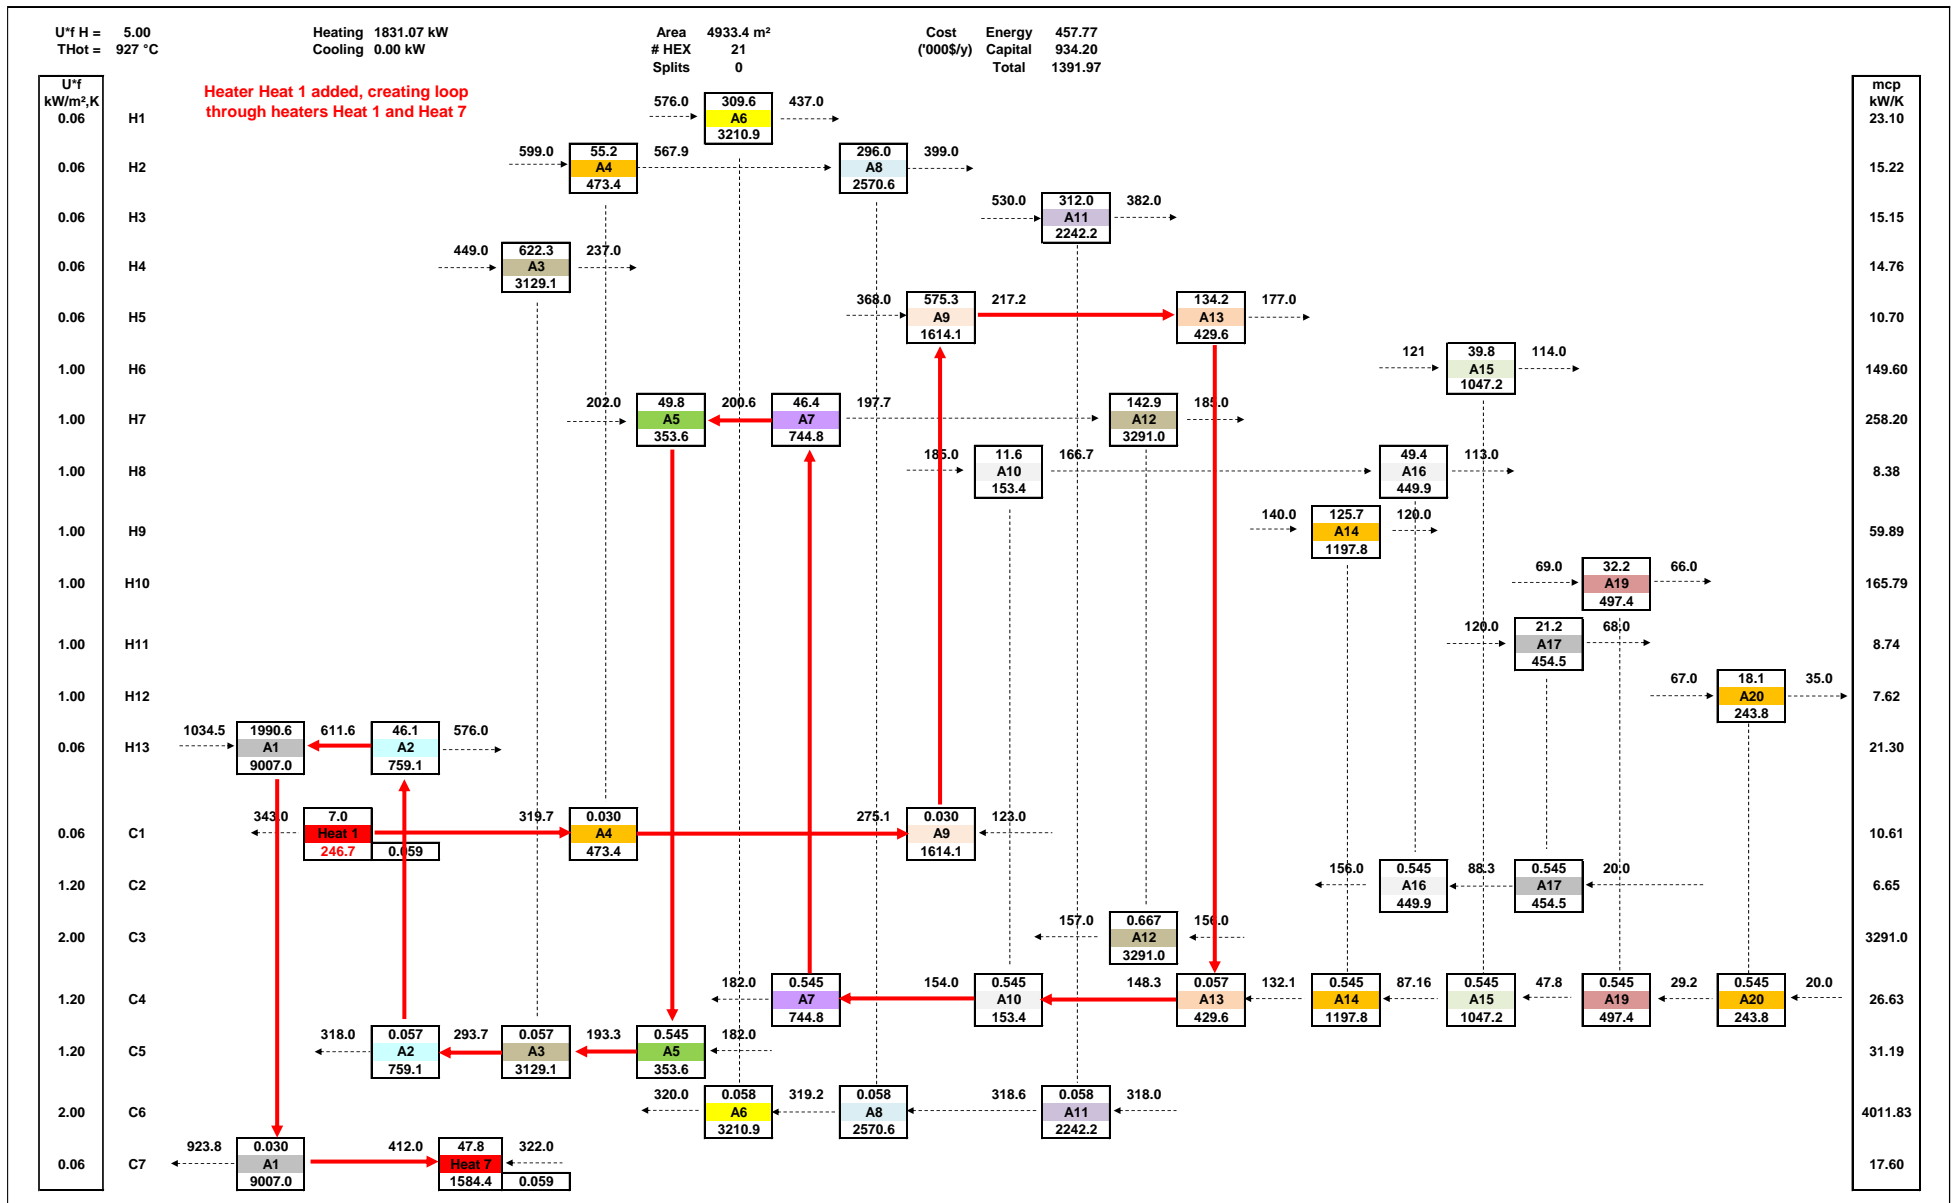 U*f H = 5.00 Heating 1831.07 kW Area 4933.4 m² Cost Energy 457.77
THot = 927 °C Cooling 0.00 kW # HEX 21 ('000$/y) Capital 934.20
Splits 0 Total 1391.97
U*f mcp
kW/m²,K kW/K
Heater Heat 1 added, creating loop
through heaters Heat 1 and Heat 7
576.0 309.6 437.0
0.06 H1 A6 23.10
3210.9
599.0 55.2 567.9 296.0 399.0
0.06 H2 A4 A8 15.22
473.4 2570.6
530.0 312.0 382.0
0.06 H3 A11 15.15
2242.2
449.0 622.3 237.0
0.06 H4 A3 14.76
3129.1
368.0 575.3 217.2 134.2 177.0
0.06 H5 A9 A13 10.70
1614.1 429.6
121 39.8 114.0
1.00 H6 A15 149.60
1047.2
202.0 49.8 200.6 46.4 197.7 142.9 185.0
1.00 H7 A5 A7 A12 258.20
353.6 744.8 3291.0
185.0 11.6 166.7 49.4 113.0
1.00 H8 A10 A16 8.38
153.4 449.9
140.0 125.7 120.0
1.00 H9 A14 59.89
1197.8
69.0 32.2 66.0
1.00 H10 A19 165.79
497.4
120.0 21.2 68.0
1.00 H11 A17 8.74
454.5
67.0 18.1 35.0
1.00 H12 A20 7.62
243.8
1034.5 1990.6 611.6 46.1 576.0
0.06 H13 A1 A2 21.30
9007.0 759.1
343.0 7.0 319.7 0.030 275.1 0.030 123.0
0.06 C1 Heat 1 A4 A9 10.61
246.7 0.059 473.4 1614.1
156.0 0.545 88.3 0.545 20.0
1.20 C2 A16 A17 6.65
449.9 454.5
157.0 0.667 156.0
2.00 C3 A12 3291.0
3291.0
182.0 0.545 154.0 0.545 148.3 0.057 132.1 0.545 87.16 0.545 47.8 0.545 29.2 0.545 20.0
1.20 C4 A7 A10 A13 A14 A15 A19 A20 26.63
744.8 153.4 429.6 1197.8 1047.2 497.4 243.8
318.0 0.057 293.7 0.057 193.3 0.545 182.0
1.20 C5 A2 A3 A5 31.19
759.1 3129.1 353.6
320.0 0.058 319.2 0.058 318.6 0.058 318.0
2.00 C6 A6 A8 A11 4011.83
3210.9 2570.6 2242.2
923.8 0.030 412.0 47.8 322.0
0.06 C7 A1 Heat 7 17.60
9007.0 1584.4 0.059